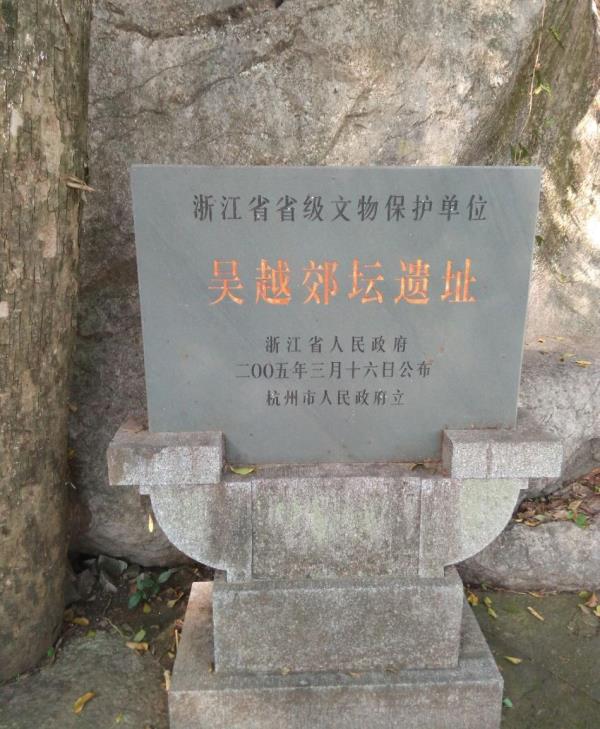 浙江省省级文物保护单位
吴越郊坛遗址
浙江省人民政府
二〇〇五年三月十六日公布
杭州市人民政府立